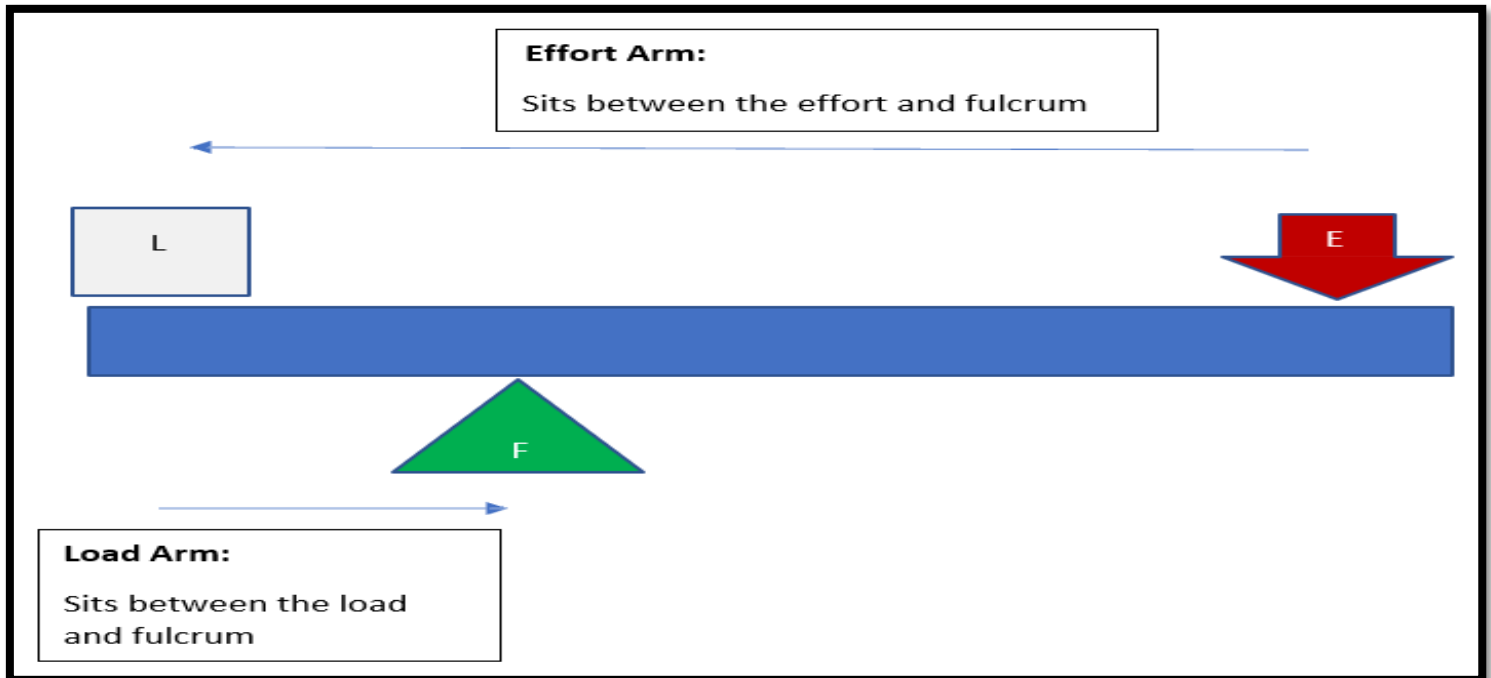 Effort Arm:
Sits between the effort and fulcrum
L
E
F
Load Arm:
Sits between the load
and fulcrum